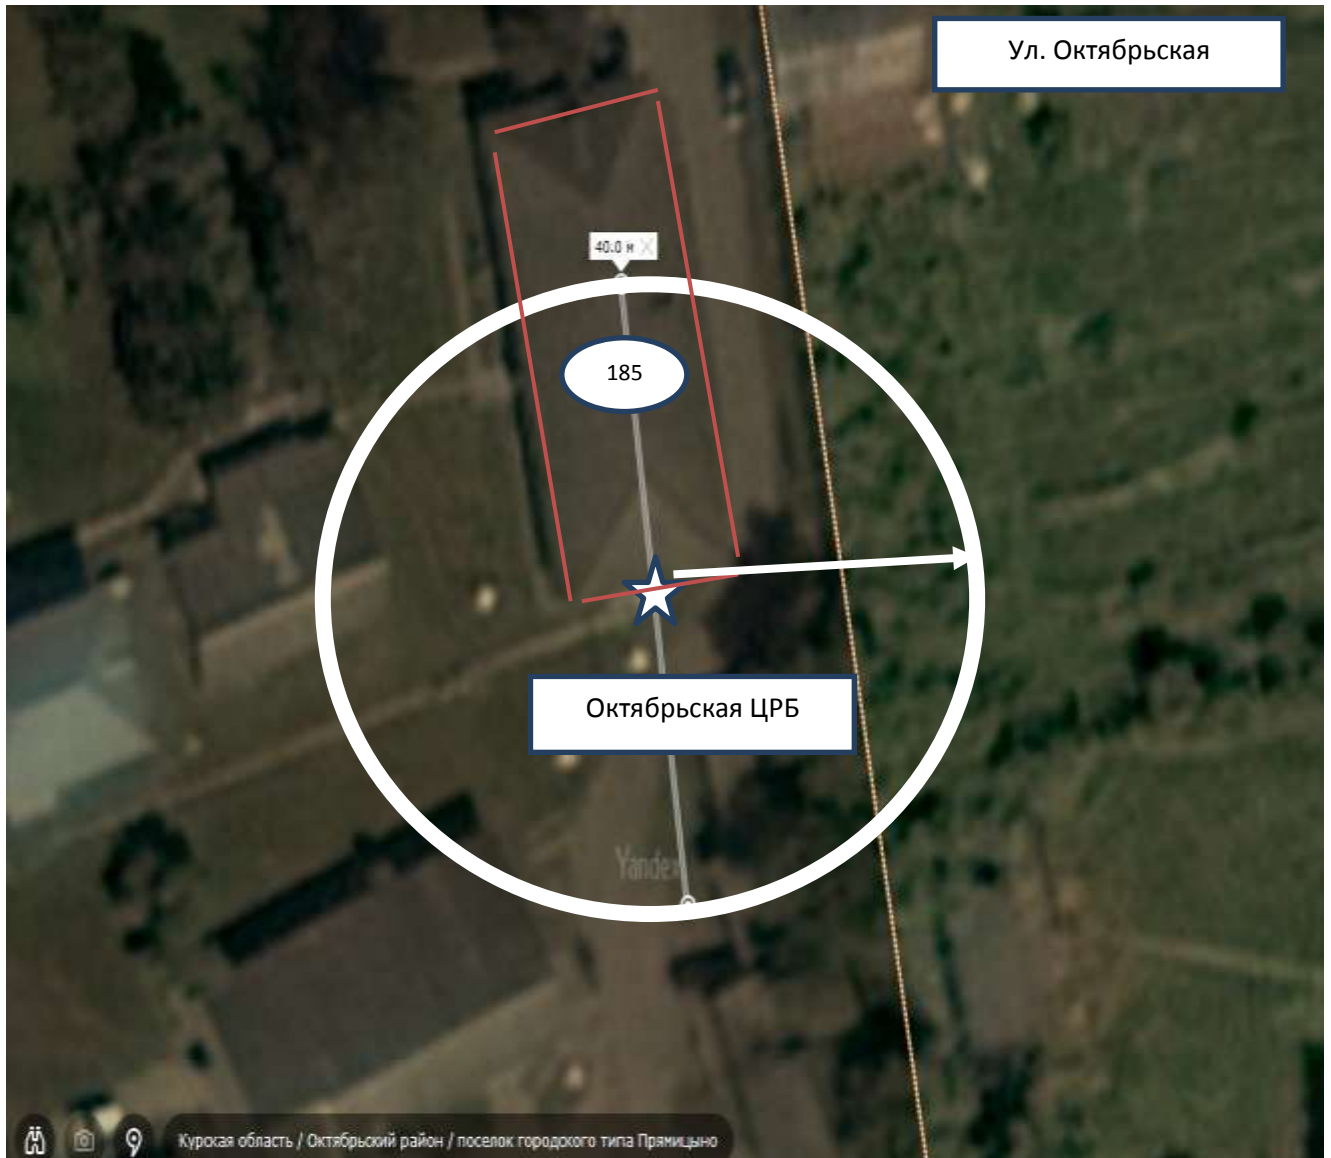 Ул. Октябрьская
40.0 м
185
Октябрьская ЦРБ
Yandex
Курская область / Октябрьский район / поселок городского типа Прямицыно